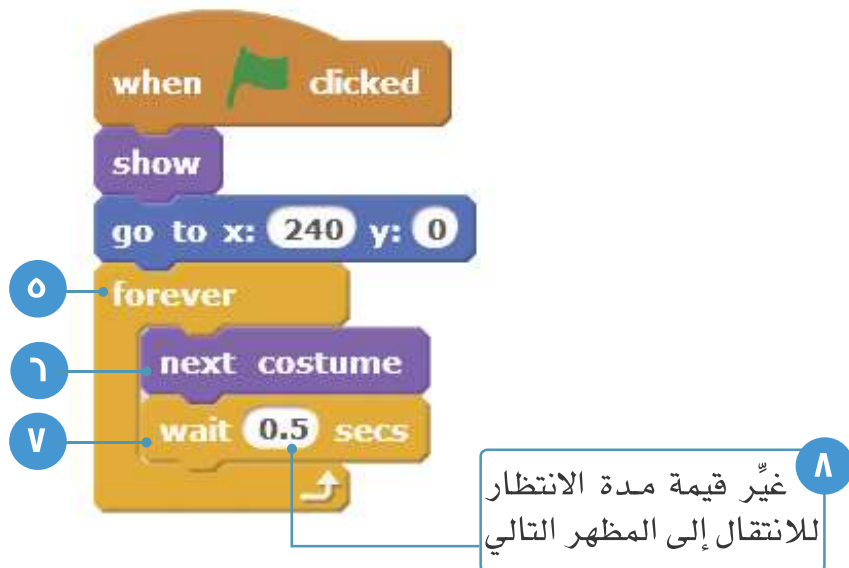 when clicked
show
go to x: 240 y: 0
٥ forever
٦ next costume
٧ wait 0.5 secs
٨
غيِّر قيمة مدة الانتظار
للانتقال إلى المظهر التالي